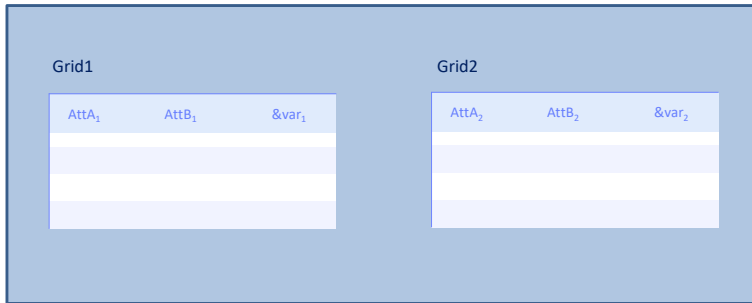 Grid1
AttA₁ AttB₁ &var₁
Grid2
AttA₂ AttB₂ &var₂